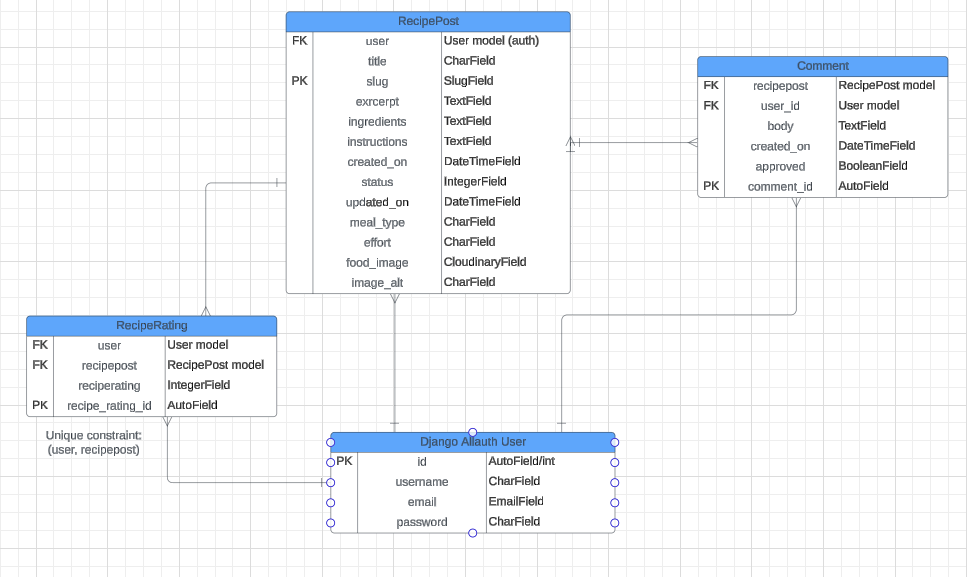 RecipePost
FK user User model (auth)
title CharField
PK slug SlugField
exrcerpt TextField
ingredients TextField
instructions TextField
created_on DateTimeField
status IntegerField
updated_on DateTimeField
meal_type CharField
effort CharField
food_image CloudinaryField
image_alt CharField
Comment
FK recipepost RecipePost model
FK user_id User model
body TextField
created_on DateTimeField
approved BooleanField
PK comment_id AutoField
RecipeRating
FK user User model
FK recipepost RecipePost model
reciperating IntegerField
PK recipe_rating_id AutoField
Unique constraint:
(user, recipepost)
Django Allauth User
PK id AutoField/int
username CharField
email EmailField
password CharField